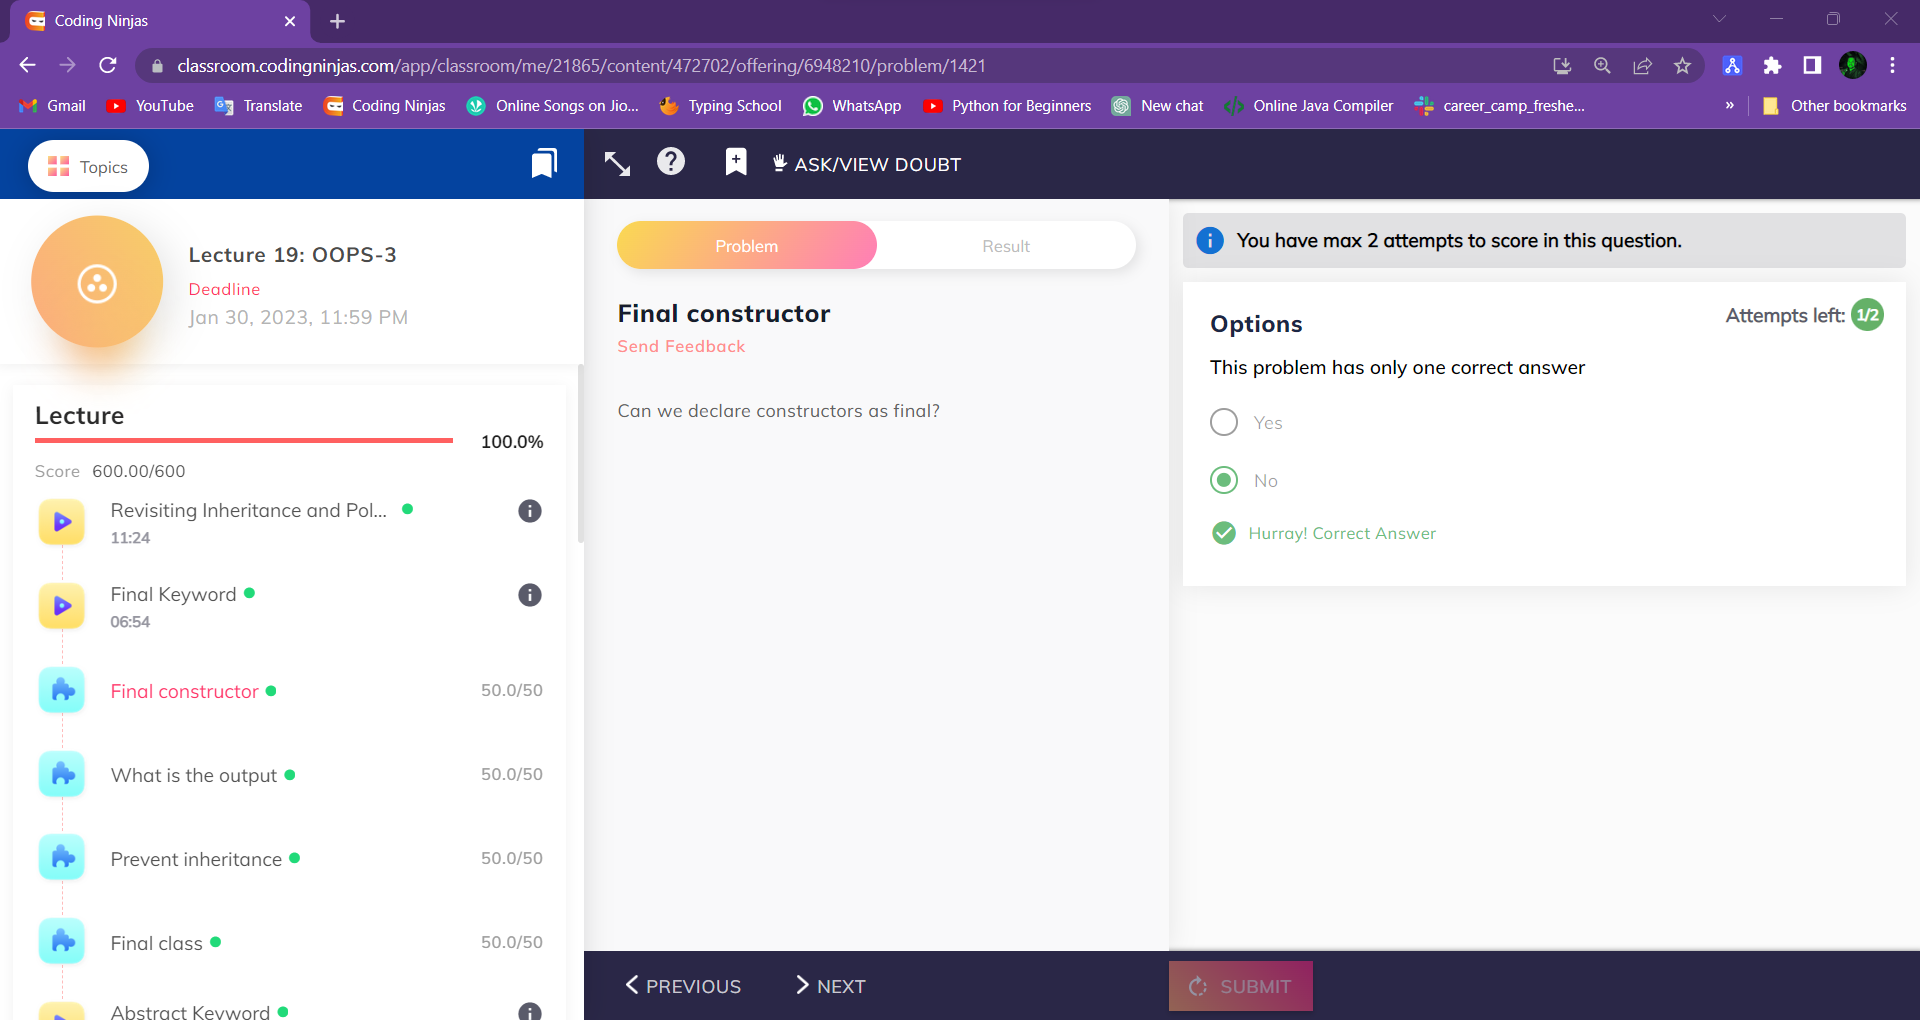 Coding Ninjas
classroom.codingninjas.com/app/classroom/me/21865/content/472702/offering/6948210/problem/1421
Gmail YouTube Translate Coding Ninjas Online Songs on Jio... Typing School WhatsApp Python for Beginners New chat Online Java Compiler career_camp_freshe... » Other bookmarks
Topics
ASK/VIEW DOUBT
Lecture 19: OOPS-3
Deadline
Jan 30, 2023, 11:59 PM
Lecture
100.0%
Score 600.00/600
Revisiting Inheritance and Pol...
11:24
Final Keyword
06:54
Final constructor 50.0/50
What is the output 50.0/50
Prevent inheritance 50.0/50
Final class 50.0/50
Abstract Keyword
Problem Result
Final constructor
Send Feedback
Can we declare constructors as final?
You have max 2 attempts to score in this question.
Options
Attempts left: 1/2
This problem has only one correct answer
Yes
No
Hurray! Correct Answer
PREVIOUS NEXT
SUBMIT